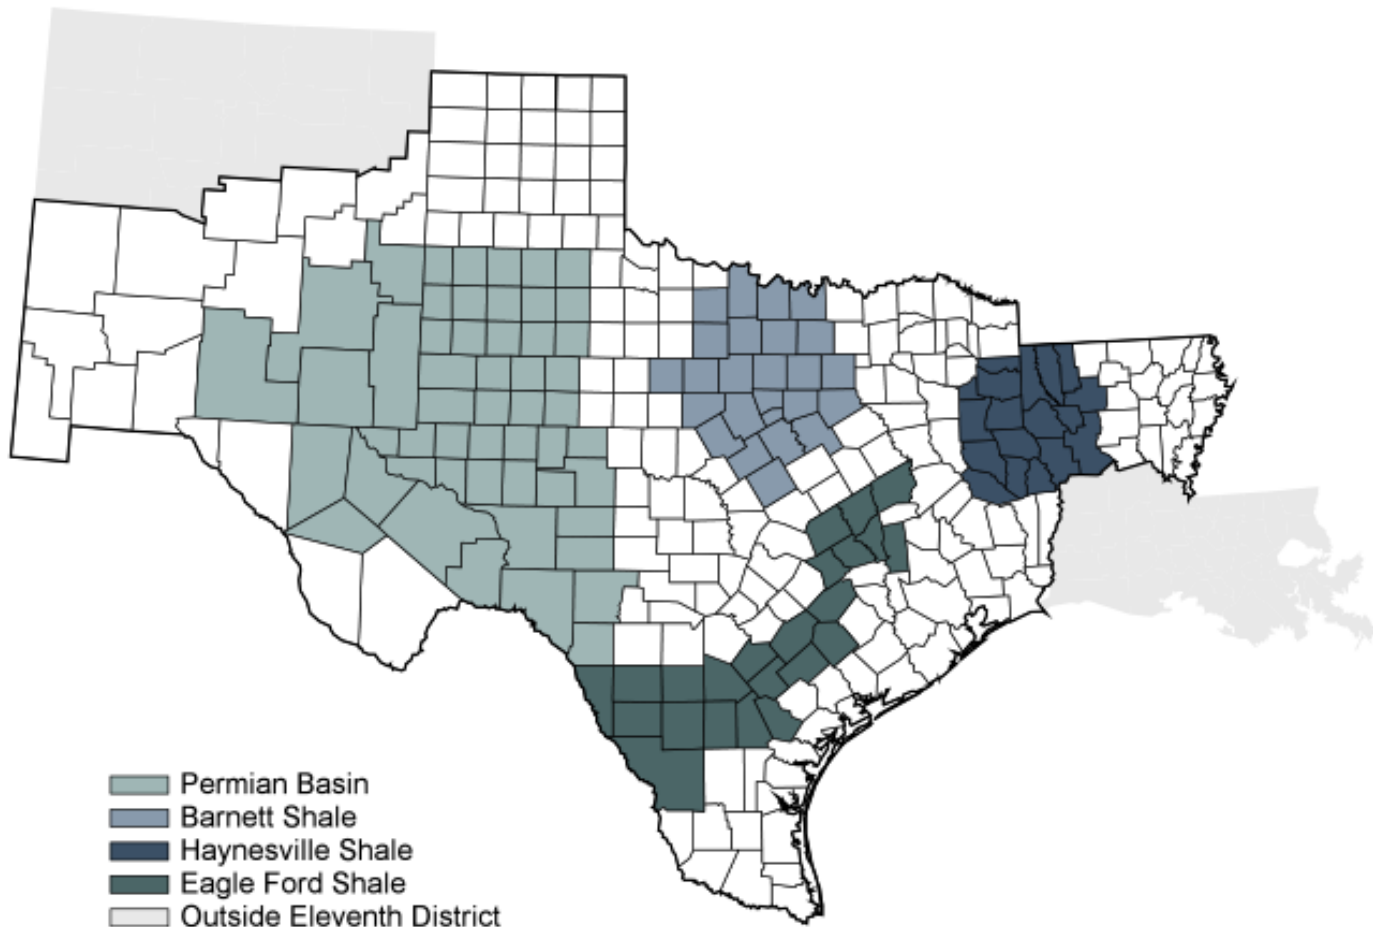 Permian Basin
Barnett Shale
Haynesville Shale
Eagle Ford Shale
Outside Eleventh District